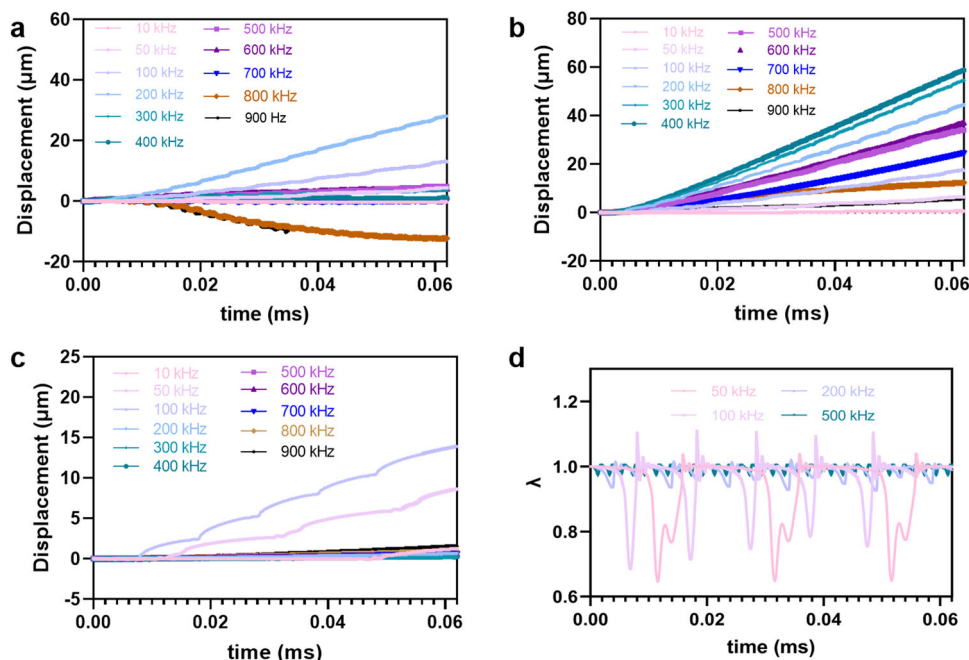 a
60
40
20
0
-20
Displacement (μm)
10 kHz
50 kHz
100 kHz
200 kHz
300 kHz
400 kHz
500 kHz
600 kHz
700 kHz
800 kHz
900 Hz
0.00
0.02
0.04
0.06
time (ms)
b
80
60
40
20
0
-20
Displacement (μm)
10 kHz
50 kHz
100 kHz
200 kHz
300 kHz
400 kHz
500 kHz
600 kHz
700 kHz
800 kHz
900 kHz
0.00
0.02
0.04
0.06
time (ms)
c
25
20
15
10
5
0
-5
Displacement (μm)
10 kHz
50 kHz
100 kHz
200 kHz
300 kHz
400 kHz
500 kHz
600 kHz
700 kHz
800 kHz
900 kHz
0.00
0.02
0.04
0.06
time (ms)
d
1.2
1.0
0.8
0.6
λ
50 kHz
100 kHz
200 kHz
500 kHz
0.00
0.02
0.04
0.06
time (ms)